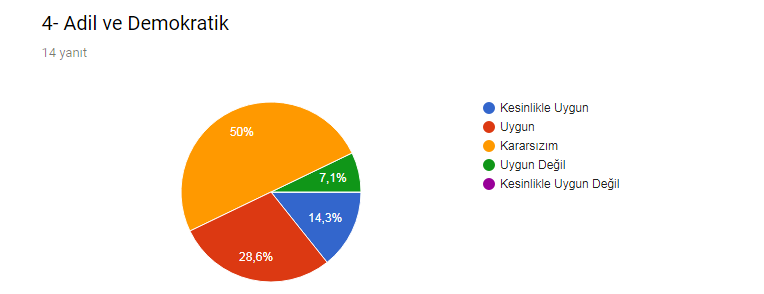 4- Adil ve Demokratik
14 yanıt
50%
7,1%
14,3%
28,6%
Kesinlikle Uygun
Uygun
Kararsızım
Uygun Değil
Kesinlikle Uygun Değil